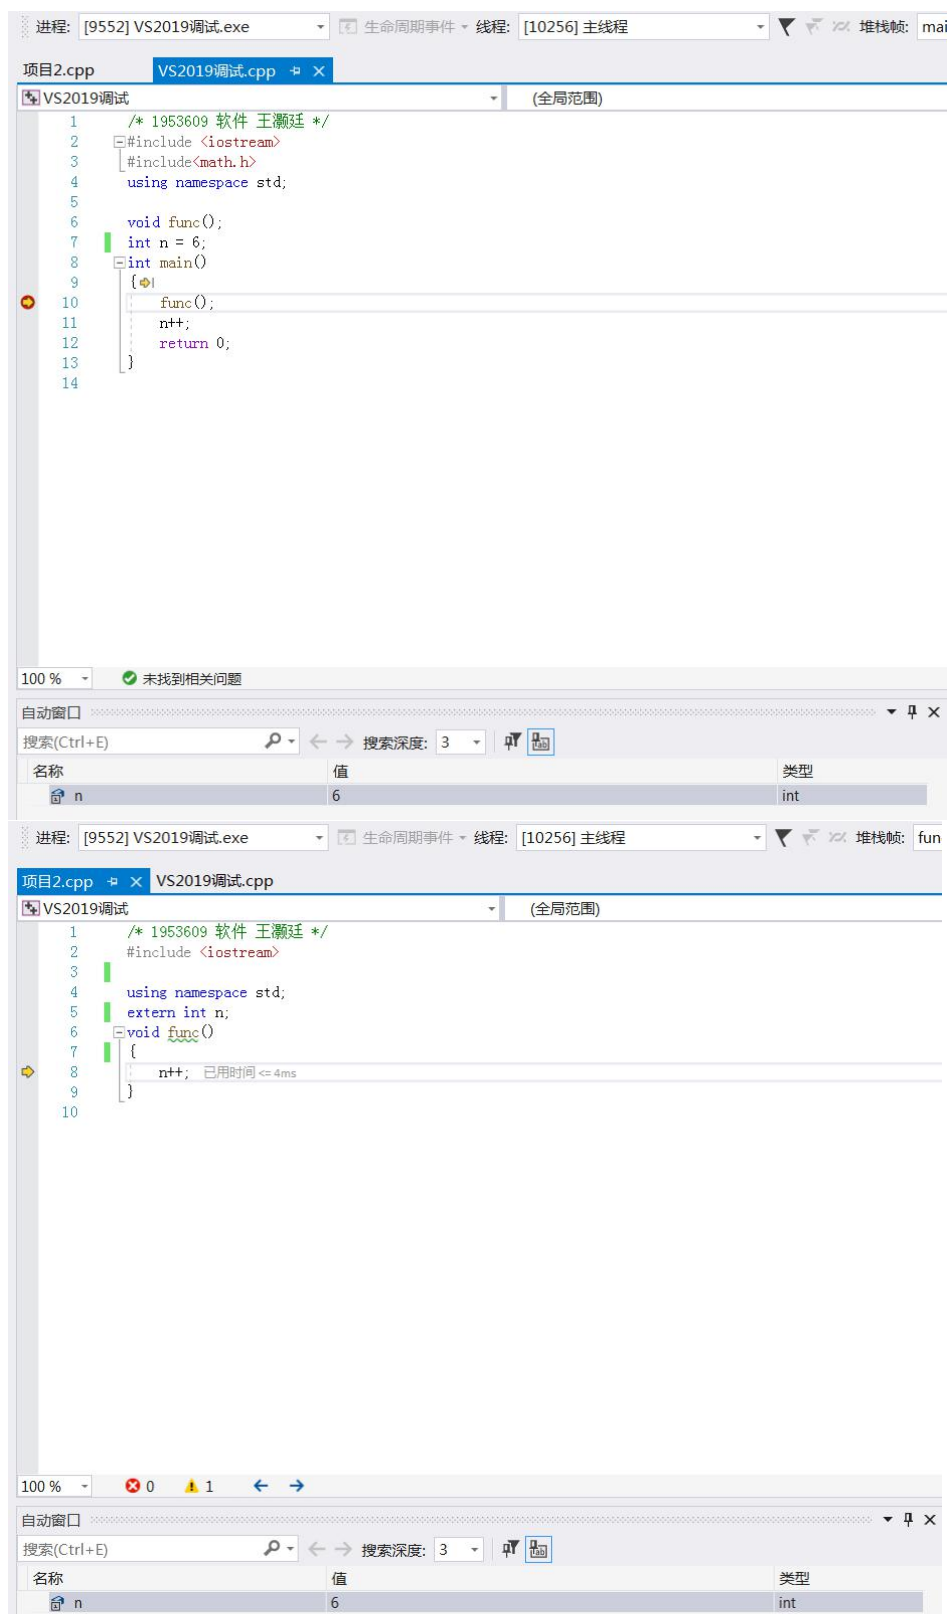 进程: [9552] VS2019调试.exe 生命周期事件 线程: [10256] 主线程 堆栈帧: mai
项目2.cpp VS2019调试.cpp
VS2019调试 (全局范围)
1 /* 1953609 软件 王灏廷 */
2 #include <iostream>
3 #include<math.h>
4 using namespace std;
5
6 void func();
7 int n = 6;
8 int main()
9 {
10 func();
11 n++;
12 return 0;
13 }
14
100 % 未找到相关问题
自动窗口
搜索(Ctrl+E) 搜索深度: 3
名称 值 类型
n 6 int
进程: [9552] VS2019调试.exe 生命周期事件 线程: [10256] 主线程 堆栈帧: fun
项目2.cpp VS2019调试.cpp
VS2019调试 (全局范围)
1 /* 1953609 软件 王灏廷 */
2 #include <iostream>
3
4 using namespace std;
5 extern int n;
6 void func()
7 {
8 n++; 已用时间 <= 4ms
9 }
10
100 % 0 1
自动窗口
搜索(Ctrl+E) 搜索深度: 3
名称 值 类型
n 6 int